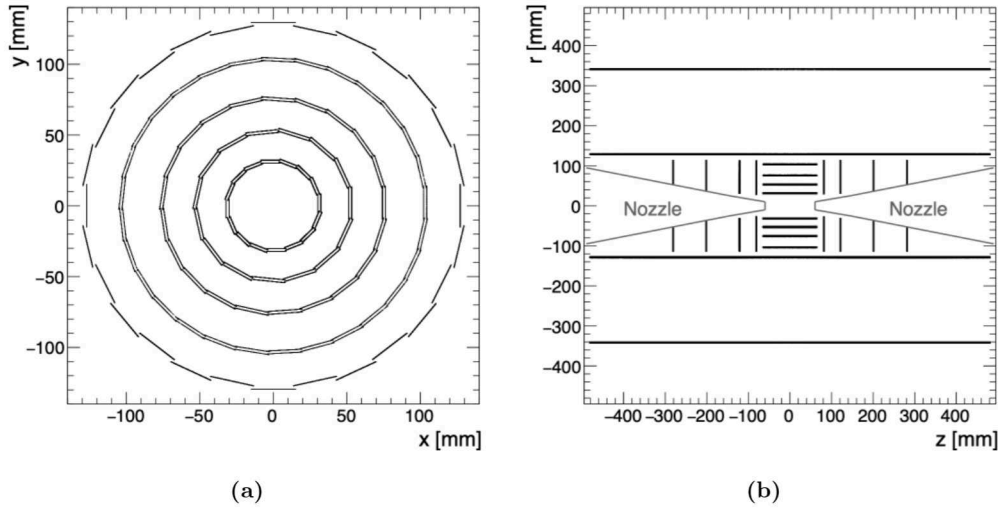 y [mm]
100
50
0
−50
−100
−100 −50 0 50 100
x [mm]
(a)
r [mm]
400
300
200
100
0
−100
−200
−300
−400
Nozzle Nozzle
−400 −300 −200 −100 0 100 200 300 400
z [mm]
(b)